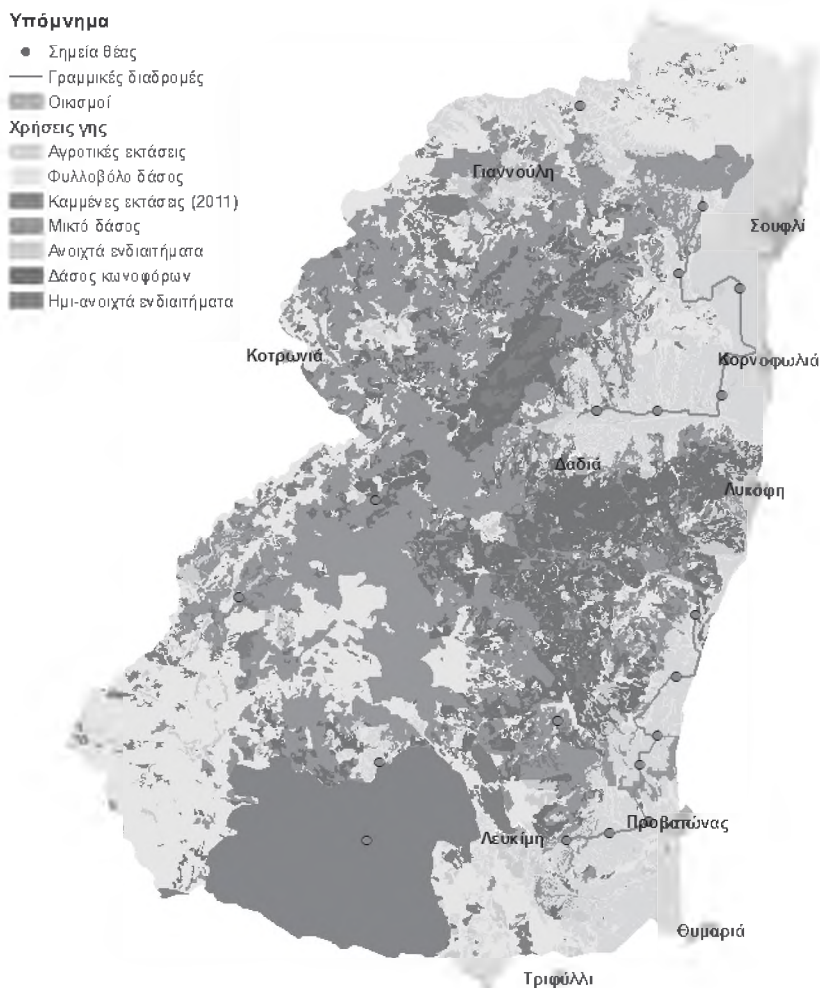 Υπόμνημα
Σημεία θέας
Γραμμικές διαδρομές
Οικισμοί
Χρήσεις γης
Αγροτικές εκτάσεις
Φυλλοβόλο δάσος
Καμμένες εκτάσεις (2011)
Μικτό δάσος
Ανοιχτά ενδιαιτήματα
Δάσος κωνοφόρων
Ημι-ανοιχτά ενδιαιτήματα
Γιαννούλη
Σουφλί
Κοτρωνιά
Κορνοφωλιά
Δαδιά
Λυκοφη
Προβατώνας
Λευκίμη
Θυμαριά
Τριφύλλι